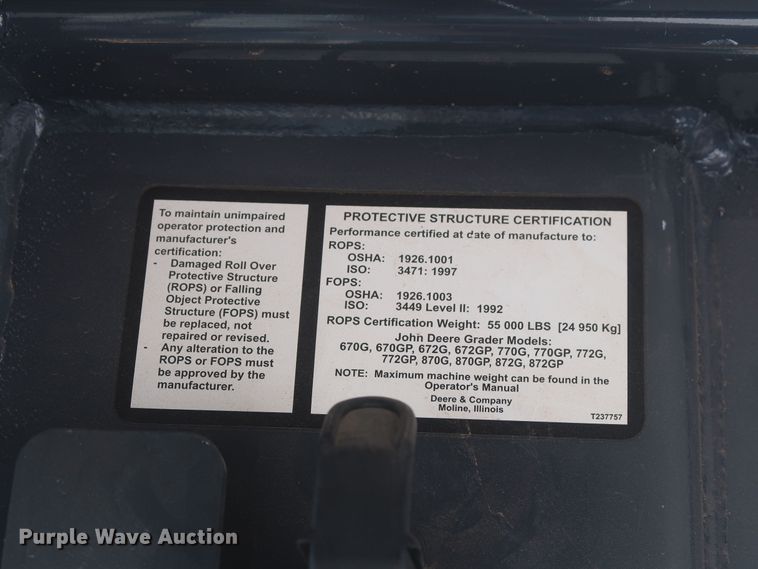 To maintain unimpaired
operator protection and
manufacturer's
certification:
- Damaged Roll Over
Protective Structure
(ROPS) or Falling
Object Protective
Structure (FOPS) must
be replaced, not
repaired or revised.
- Any alteration to the
ROPS or FOPS must
be approved by the
manufacturer.
PROTECTIVE STRUCTURE CERTIFICATION
Performance certified at date of manufacture to:
ROPS:
OSHA: 1926.1001
ISO: 3471: 1997
FOPS:
OSHA: 1926.1003
ISO: 3449 Level II: 1992
ROPS Certification Weight: 55 000 LBS [24 950 Kg]
John Deere Grader Models:
670G, 670GP, 672G, 672GP, 770G, 770GP, 772G,
772GP, 870G, 870GP, 872G, 872GP
NOTE: Maximum machine weight can be found in the
Operator's Manual
Deere & Company
Moline, Illinois
T237757
Purple Wave Auction